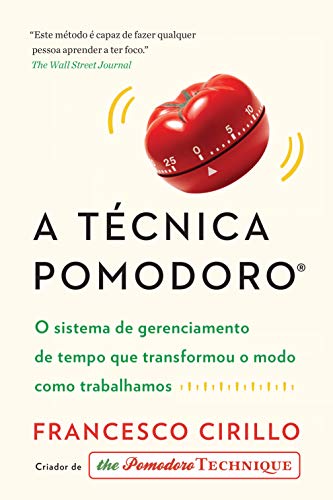 “Este método é capaz de fazer qualquer
pessoa aprender a ter foco.”
The Wall Street Journal
25 0 5 10
A TÉCNICA
POMODORO®
O sistema de gerenciamento
de tempo que transformou o modo
como trabalhamos
FRANCESCO CIRILLO
Criador de the Pomodoro TECHNIQUE